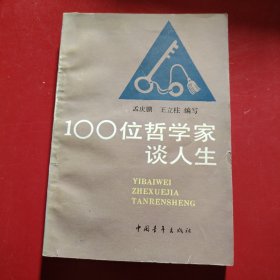 孟庆鹏 王立柱 编写
100位哲学家
谈人生
YIBAIWEI
ZHEXUEJIA
TANRENSHENG
中国青年出版社